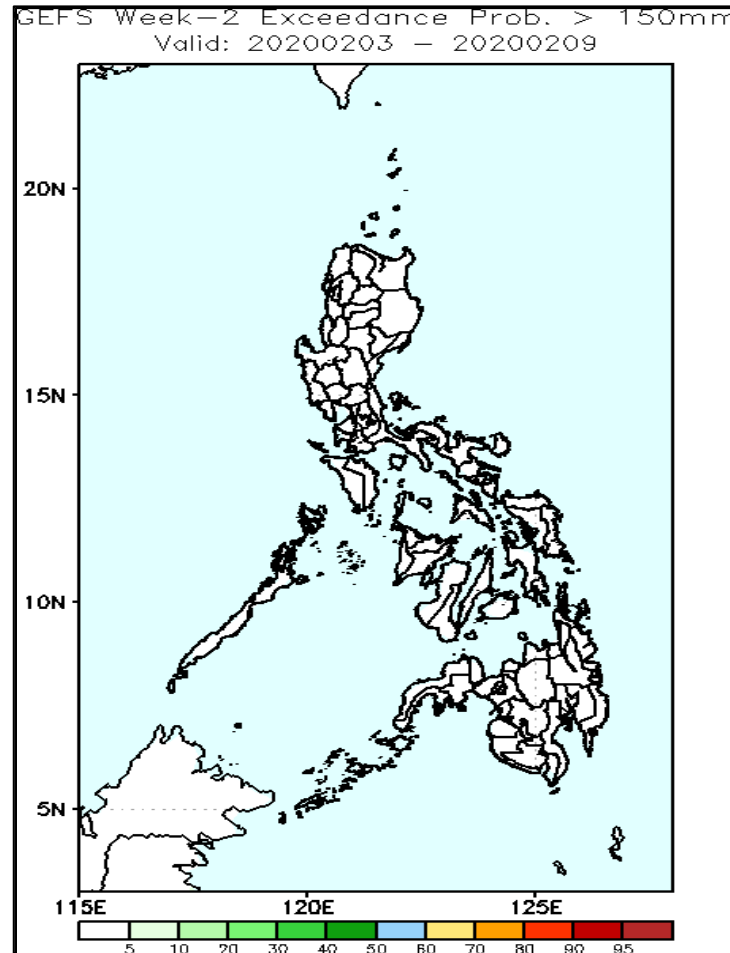 GEFS Week-2 Exceedance Prob. > 150mm
Valid: 20200203 - 20200209
20N
15N
10N
5N
115E 120E 125E
5 10 20 30 40 50 60 70 80 90 95